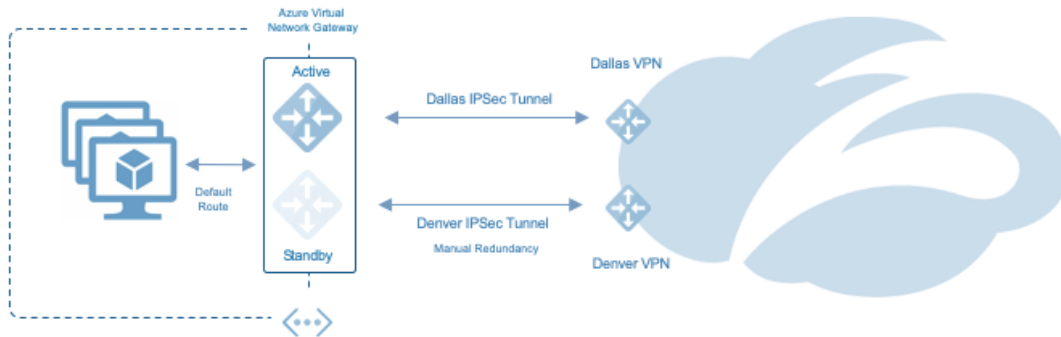 Azure Virtual
Network Gateway
Active
Dallas VPN
Dallas IPSec Tunnel
Default
Route
Denver IPSec Tunnel
Manual Redundancy
Standby
Denver VPN